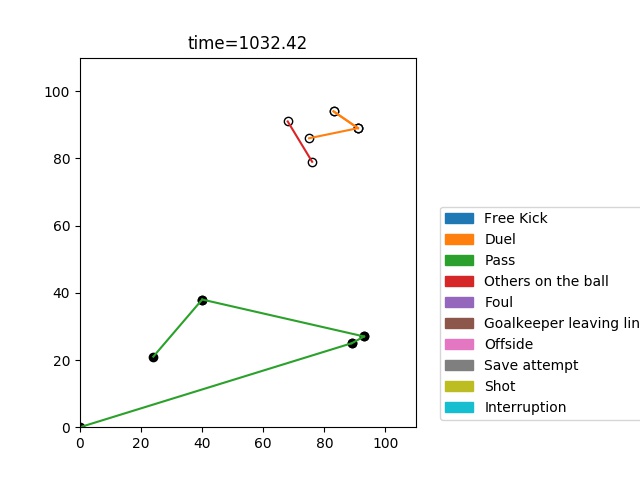 time=1032.42
100
80
60
40
20
0
0 20 40 60 80 100
Free Kick
Duel
Pass
Others on the ball
Foul
Goalkeeper leaving lin
Offside
Save attempt
Shot
Interruption